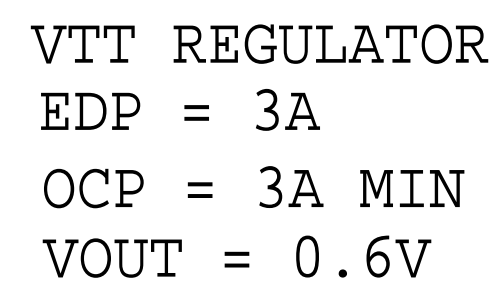 VTT REGULATOR
EDP = 3A
OCP = 3A MIN
VOUT = 0.6V